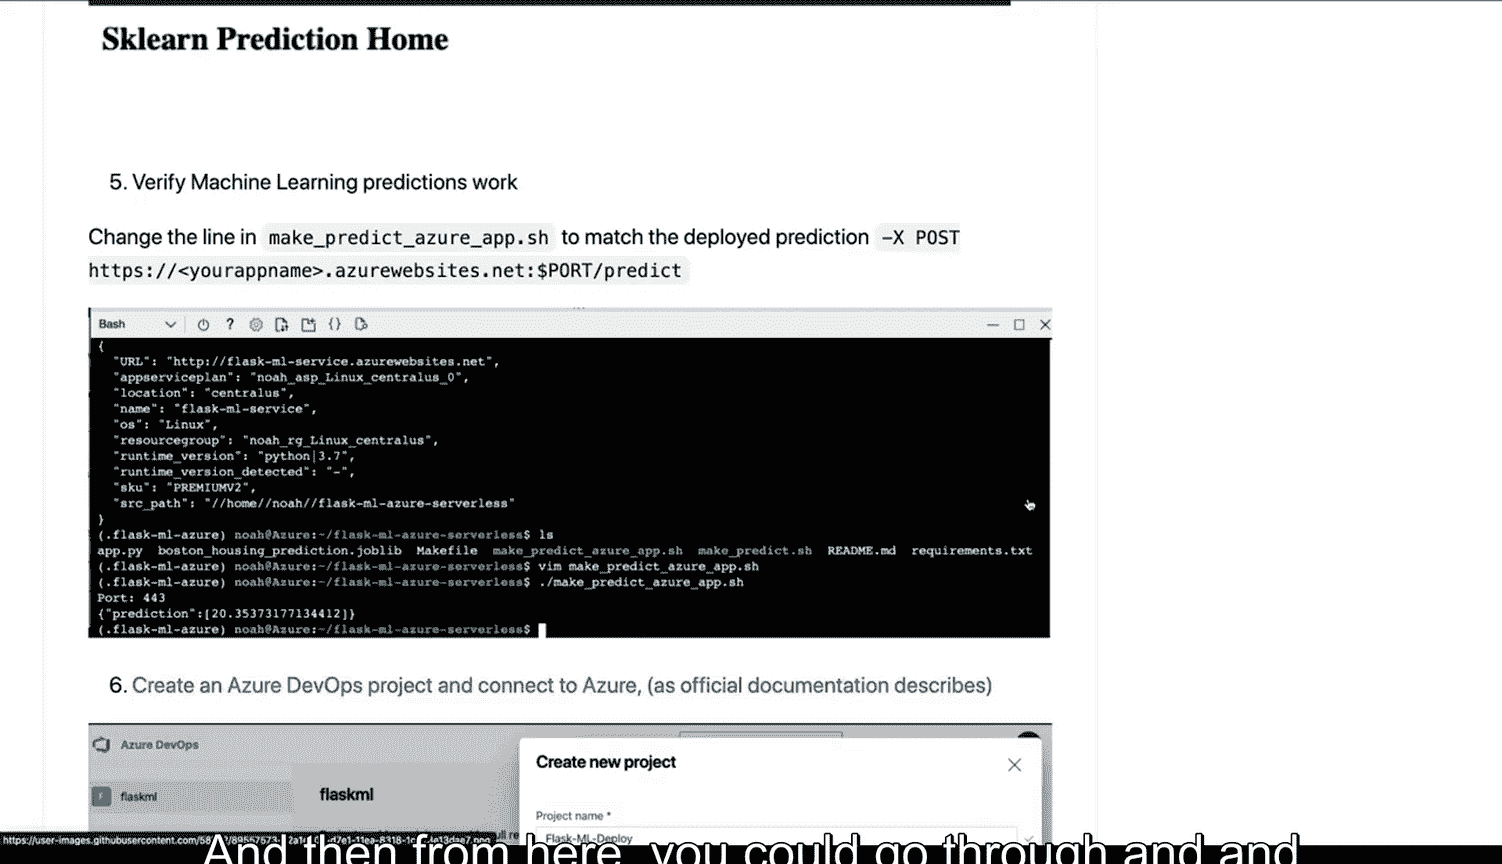 Sklearn Prediction Home
5. Verify Machine Learning predictions work
Change the line in make_predict_azure_app.sh to match the deployed prediction -X POST
https://<yourappname>.azurewebsites.net:$PORT/predict
Bash
{
"URL": "http://flask-ml-service.azurewebsites.net",
"appserviceplan": "noah_asp_Linux_centralus_0",
"location": "centralus",
"name": "flask-ml-service",
"os": "Linux",
"resourcegroup": "noah_rg_Linux_centralus",
"runtime_version": "python|3.7",
"runtime_version_detected": "-",
"sku": "PREMIUMV2",
"src_path": "//home//noah//flask-ml-azure-serverless"
}
(.flask-ml-azure) noah@Azure:~/flask-ml-azure-serverless$ ls
app.py boston_housing_prediction.joblib Makefile make_predict_azure_app.sh make_predict.sh README.md requirements.txt
(.flask-ml-azure) noah@Azure:~/flask-ml-azure-serverless$ vim make_predict_azure_app.sh
(.flask-ml-azure) noah@Azure:~/flask-ml-azure-serverless$ ./make_predict_azure_app.sh
Port: 443
{"prediction":[20.35373177134412]}
(.flask-ml-azure) noah@Azure:~/flask-ml-azure-serverless$
6. Create an Azure DevOps project and connect to Azure, (as official documentation describes)
Azure DevOps
Create new project
F flaskml
flaskml
Project name *
Flask-ML-Deploy
And then from here, you could go through and and